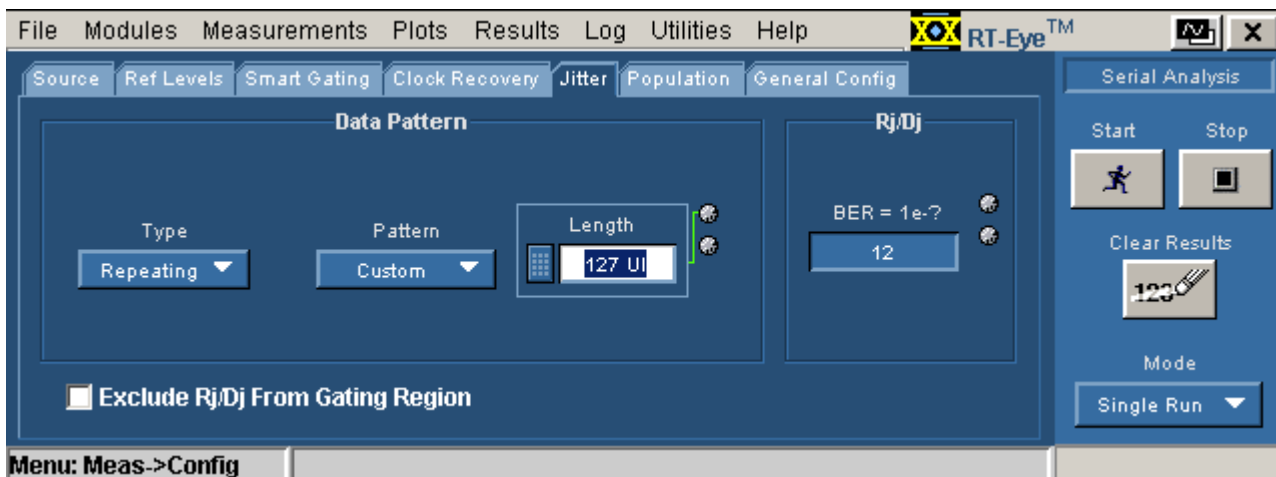 File Modules Measurements Plots Results Log Utilities Help RT-Eye™
Source Ref Levels Smart Gating Clock Recovery Jitter Population General Config
Serial Analysis
Data Pattern
Type
Repeating
Pattern
Custom
Length
127 UI
Rj/Dj
BER = 1e-?
12
Exclude Rj/Dj From Gating Region
Start Stop
Clear Results
123
Mode
Single Run
Menu: Meas->Config